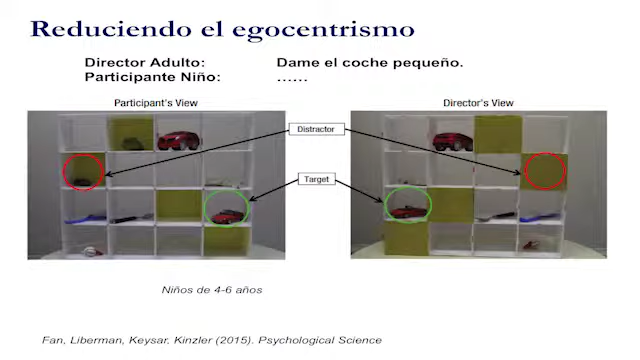 Reduciendo el egocentrismo
Director Adulto: Dame el coche pequeño.
Participante Niño: ......
Participant's View
Director's View
Distractor
Target
Niños de 4-6 años
Fan, Liberman, Keysar, Kinzler (2015). Psychological Science